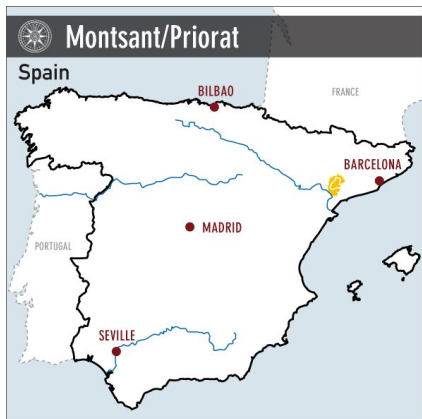 Montsant/Priorat
Spain
BILBAO
FRANCE
BARCELONA
MADRID
PORTUGAL
SEVILLE